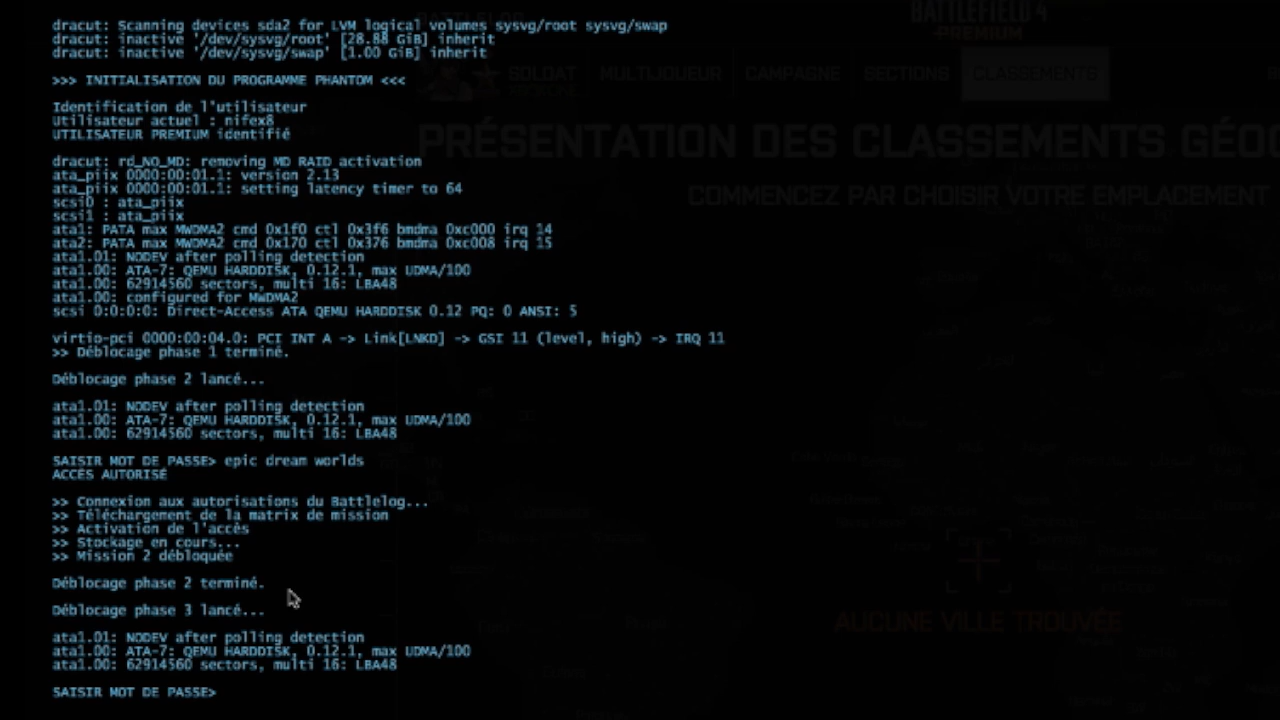 dracut: Scanning devices sda2 for LVM logical volumes sysvg/root sysvg/swap
dracut: inactive '/dev/sysvg/root' [28.88 GiB] inherit
dracut: inactive '/dev/sysvg/swap' [1.00 GiB] inherit
>>> INITIALISATION DU PROGRAMME PHANTOM <<<
Identification de l'utilisateur
Utilisateur actuel : nifex8
UTILISATEUR PREMIUM identifié
dracut: rd_NO_MD: removing MD RAID activation
ata_piix 0000:00:01.1: version 2.13
ata_piix 0000:00:01.1: setting latency timer to 64
scsi0 : ata_piix
scsi1 : ata_piix
ata1: PATA max MWDMA2 cmd 0x1f0 ctl 0x3f6 bmdma 0xc000 irq 14
ata2: PATA max MWDMA2 cmd 0x170 ctl 0x376 bmdma 0xc008 irq 15
ata1.01: NODEV after polling detection
ata1.00: ATA-7: QEMU HARDDISK, 0.12.1, max UDMA/100
ata1.00: 62914560 sectors, multi 16: LBA48
ata1.00: configured for MWDMA2
scsi 0:0:0:0: Direct-Access ATA QEMU HARDDISK 0.12 PQ: 0 ANSI: 5
virtio-pci 0000:00:04.0: PCI INT A -> Link[LNKD] -> GSI 11 (level, high) -> IRQ 11
>> Déblocage phase 1 terminé.
Déblocage phase 2 lancé...
ata1.01: NODEV after polling detection
ata1.00: ATA-7: QEMU HARDDISK, 0.12.1, max UDMA/100
ata1.00: 62914560 sectors, multi 16: LBA48
SAISIR MOT DE PASSE> epic dream worlds
ACCÈS AUTORISÉ
>> Connexion aux autorisations du Battlelog...
>> Téléchargement de la matrix de mission
>> Activation de l'accès
>> Stockage en cours...
>> Mission 2 débloquée
Déblocage phase 2 terminé.
Déblocage phase 3 lancé...
ata1.01: NODEV after polling detection
ata1.00: ATA-7: QEMU HARDDISK, 0.12.1, max UDMA/100
ata1.00: 62914560 sectors, multi 16: LBA48
SAISIR MOT DE PASSE>
BATTLEFIELD 4
PREMIUM
SOLDAT MULTIJOUEUR CAMPAGNE SECTIONS CLASSEMENTS
PRÉSENTATION DES CLASSEMENTS
COMMENCEZ PAR CHOISIR VOTRE EMPLACEMENT
AUCUNE VILLE TROUVÉE